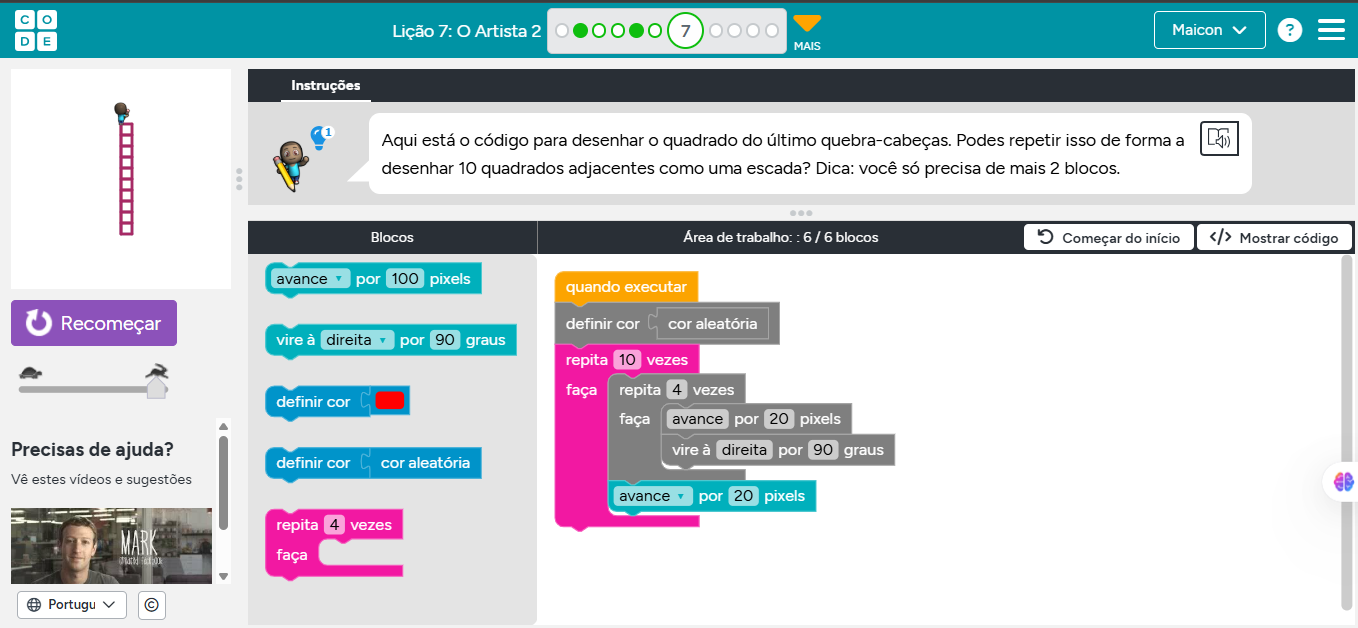 C O
D E
Lição 7: O Artista 2
7
MAIS
Maicon
?
Instruções
1
Aqui está o código para desenhar o quadrado do último quebra-cabeças. Podes repetir isso de forma a
desenhar 10 quadrados adjacentes como uma escada? Dica: você só precisa de mais 2 blocos.
Recomeçar
Precisas de ajuda?
Vê estes vídeos e sugestões
MARK
Portugu
©
Blocos
Área de trabalho: : 6 / 6 blocos
Começar do início
</> Mostrar código
avance por 100 pixels
vire à direita por 90 graus
definir cor
definir cor cor aleatória
repita 4 vezes
faça
quando executar
definir cor cor aleatória
repita 10 vezes
faça repita 4 vezes
faça avance por 20 pixels
vire à direita por 90 graus
avance por 20 pixels